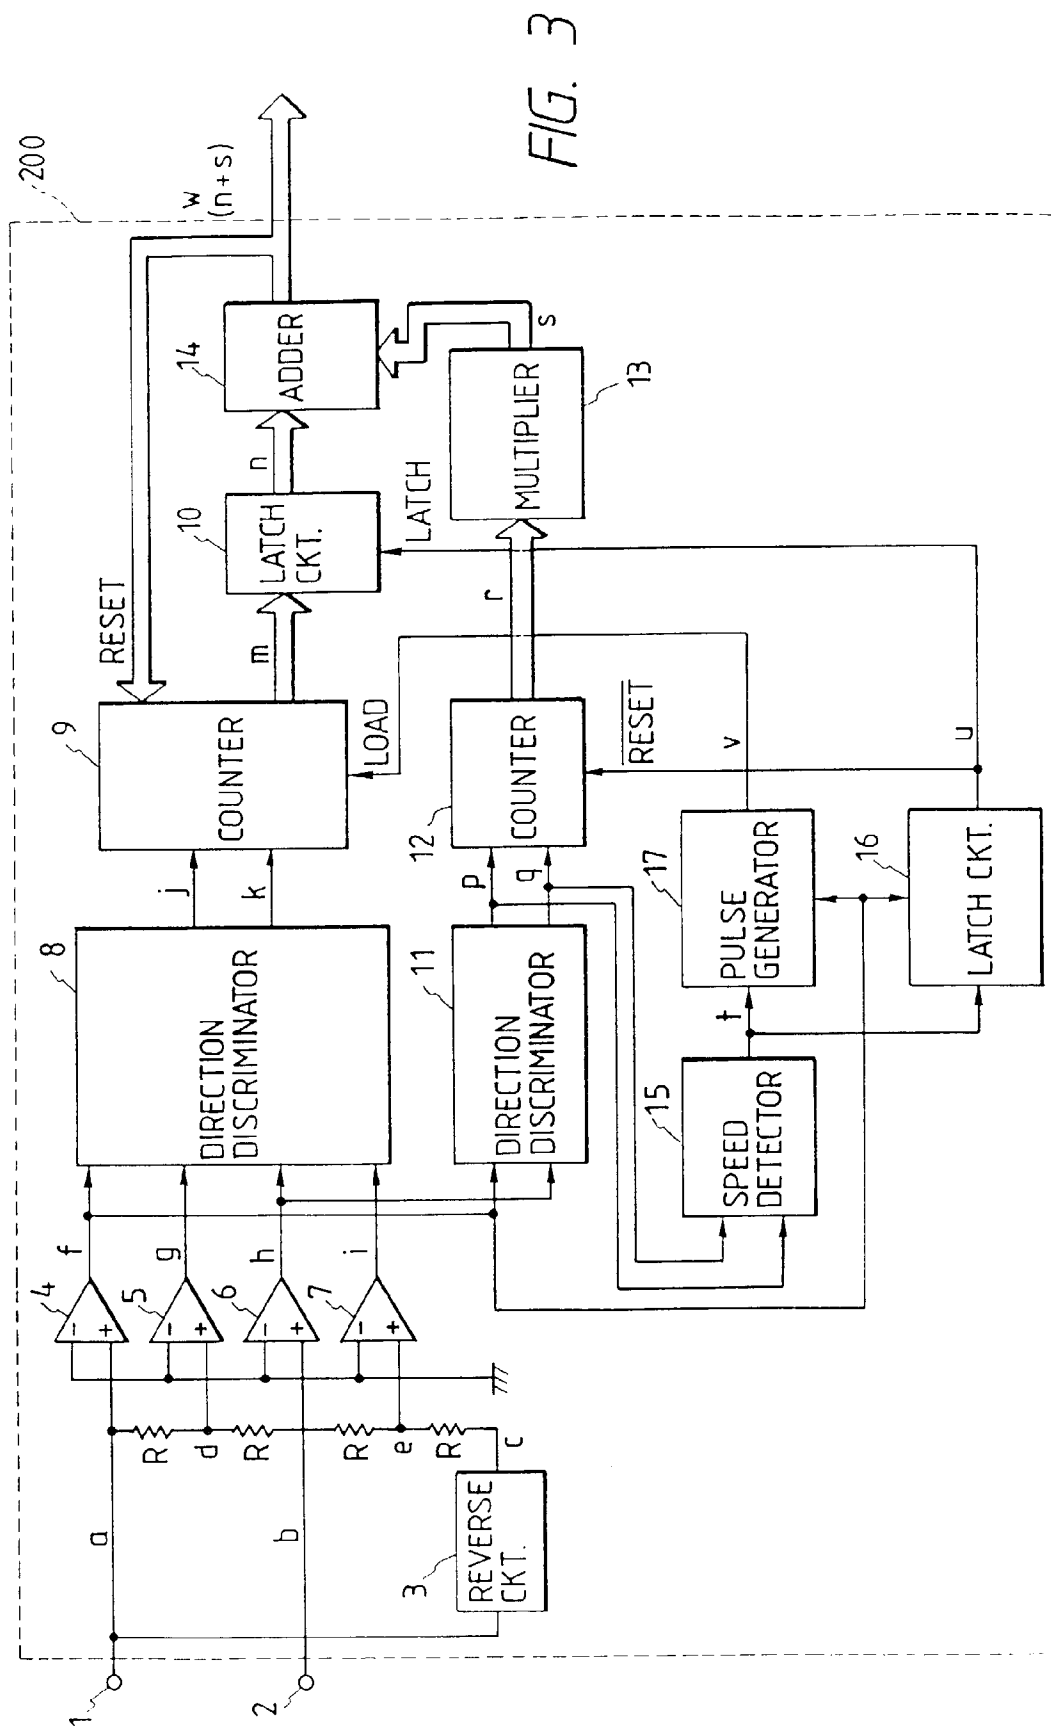 FIG. 3
200
1
a
2
b
3
REVERSE
CKT.
c
R
d
R
R
e
R
4
-
+
f
5
-
+
g
6
-
+
h
7
-
+
i
8
DIRECTION
DISCRIMINATOR
j
k
9
COUNTER
RESET
LOAD
m
10
LATCH
CKT.
LATCH
n
14
ADDER
w
(n+s)
11
DIRECTION
DISCRIMINATOR
p
q
12
COUNTER
RESET
r
13
MULTIPLIER
s
15
SPEED
DETECTOR
t
17
PULSE
GENERATOR
v
16
LATCH CKT.
u